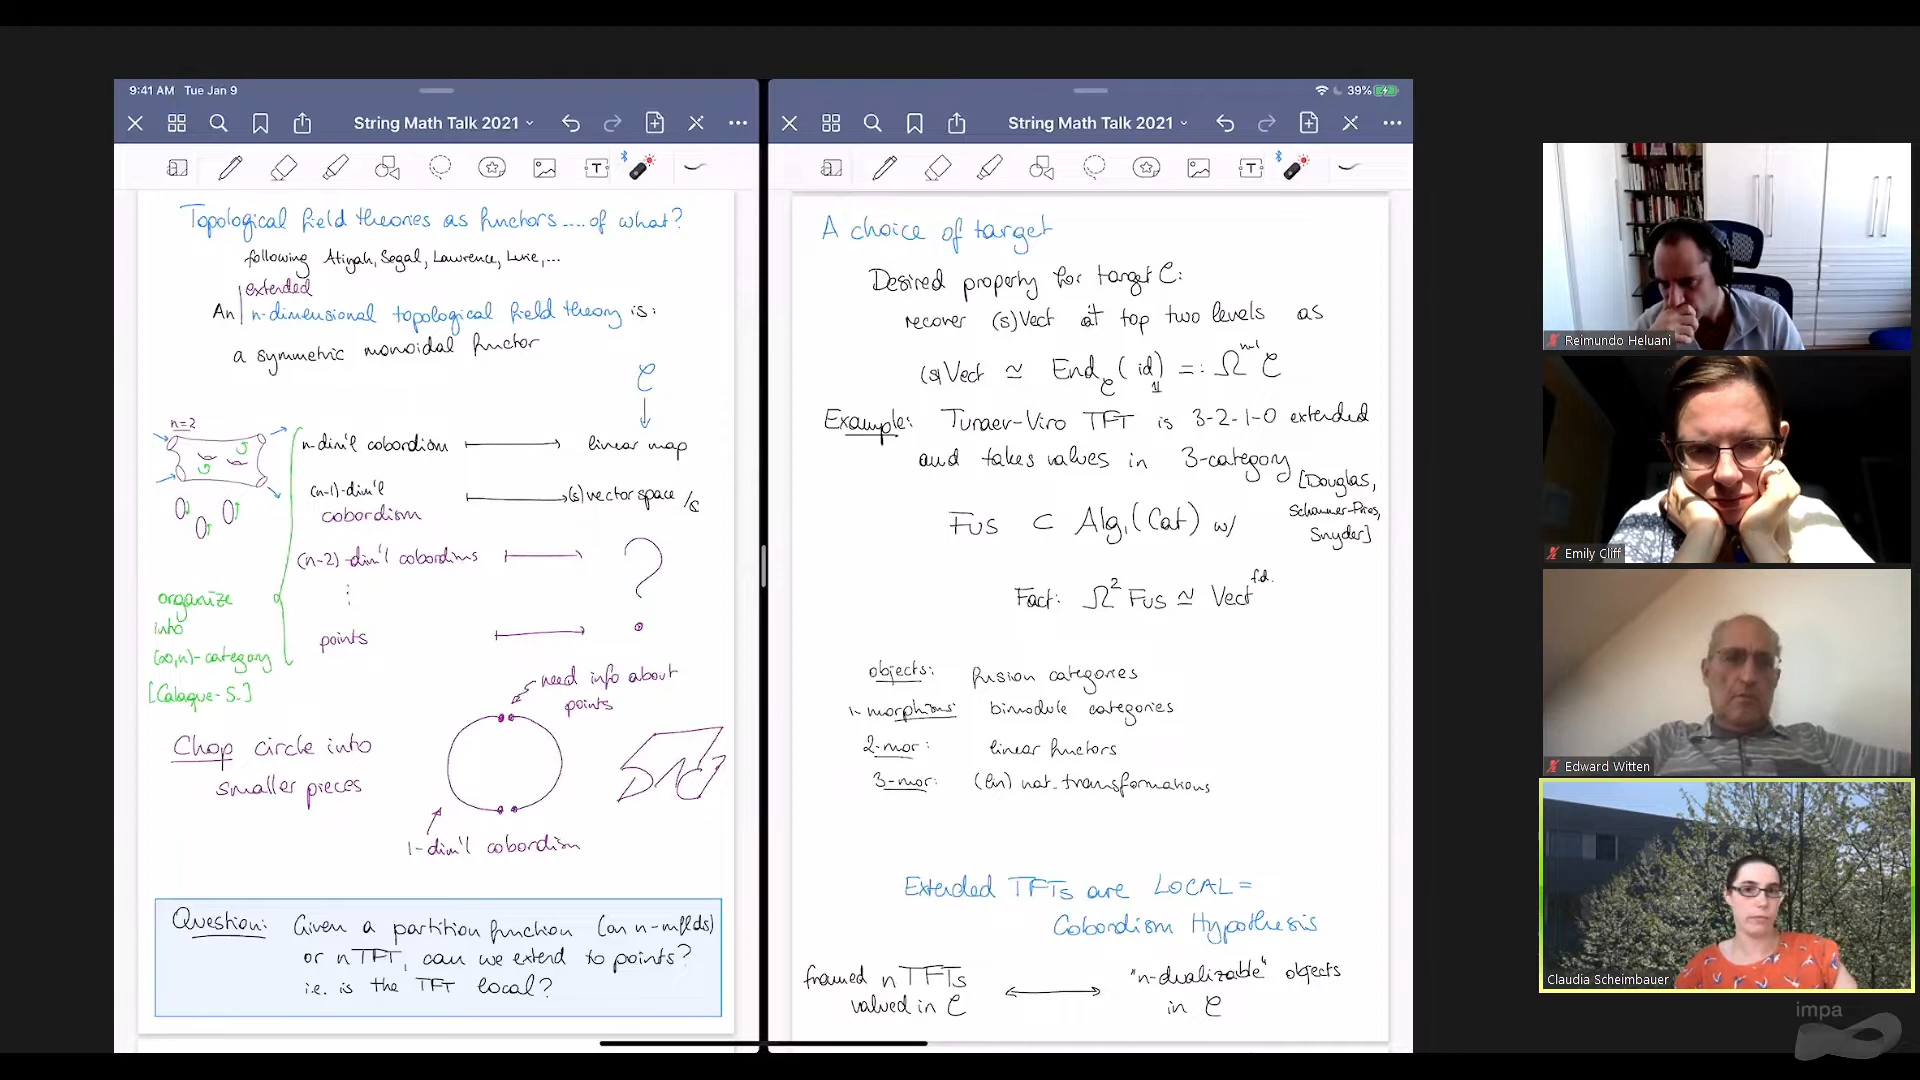 9:41 AM Tue Jan 9
String Math Talk 2021
Topological field theories as functors .... of what?
following Atiyah, Segal, Lawrence, Lurie, ...
extended
An n-dimensional topological field theory is:
a symmetric monoidal functor
C
n=2
n-dim'l cobordism ⟼ linear map
(n-1)-dim'l cobordism ⟼ (s)vector space /C
(n-2)-dim'l cobordims ⟼ ?
⋮
points ⟼
organize
into
(∞,n)-category
[Calaque-S.]
need info about
points
Chop circle into
smaller pieces
1-dim'l cobordism
Question: Given a partition function (on n-mflds)
or nTFT, can we extend to points?
i.e. is the TFT local?
39%
String Math Talk 2021
A choice of target
Desired property for target C:
recover (s)Vect at top two levels as
(s)Vect ≃ End_C(id_1) =: Ω^{n-1} C
Example: Turaev-Viro TFT is 3-2-1-0 extended
and takes values in 3-category
[Douglas,
Schommer-Pries,
Snyder]
Fus ⊂ Alg₁(Cat) w/
Fact: Ω² Fus ≃ Vect^{f.d.}
objects: fusion categories
1-morphisms: bimodule categories
2-mor: linear functors
3-mor: (lin) nat. transformations
Extended TFTs are LOCAL =
Cobordism Hypothesis
framed nTFTs
valued in C
⟷
"n-dualizable" objects
in C
Reimundo Heluani
Emily Cliff
Edward Witten
Claudia Scheimbauer
impa